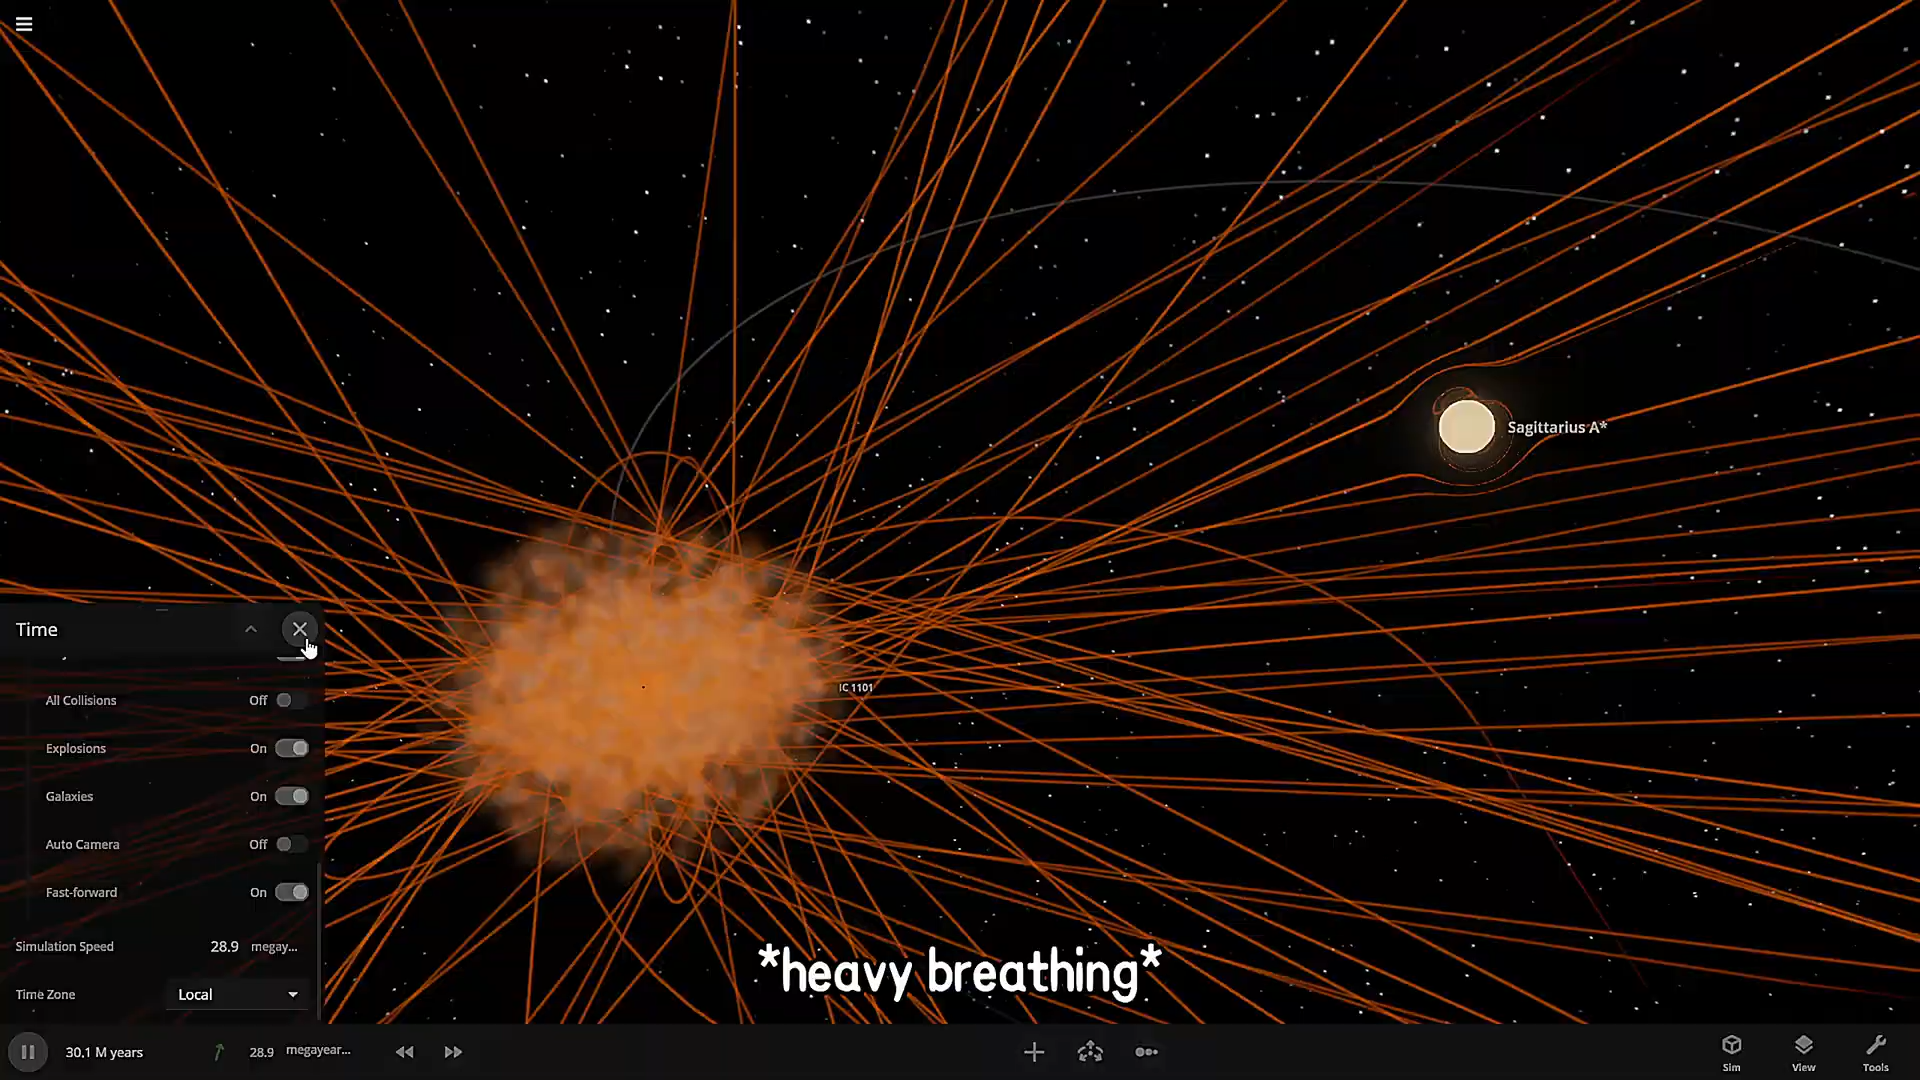 Sagittarius A*
Time
IC 1101
All Collisions Off
Explosions On
Galaxies On
Auto Camera Off
Fast-forward On
Simulation Speed 28.9 megay...
*heavy breathing*
Time Zone Local
30.1 M years 28.9 megayear...
Sim View Tools